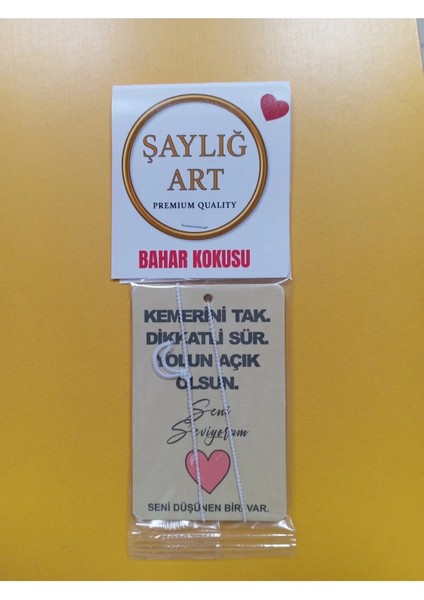 ŞAYLIĞ
ART
PREMIUM QUALITY
BAHAR KOKUSU
KEMERİNİ TAK.
DİKKATLİ SÜR.
YOLUN AÇIK
OLSUN.
Seni
Seviyorum
SENİ DÜŞÜNEN BİRİ VAR.